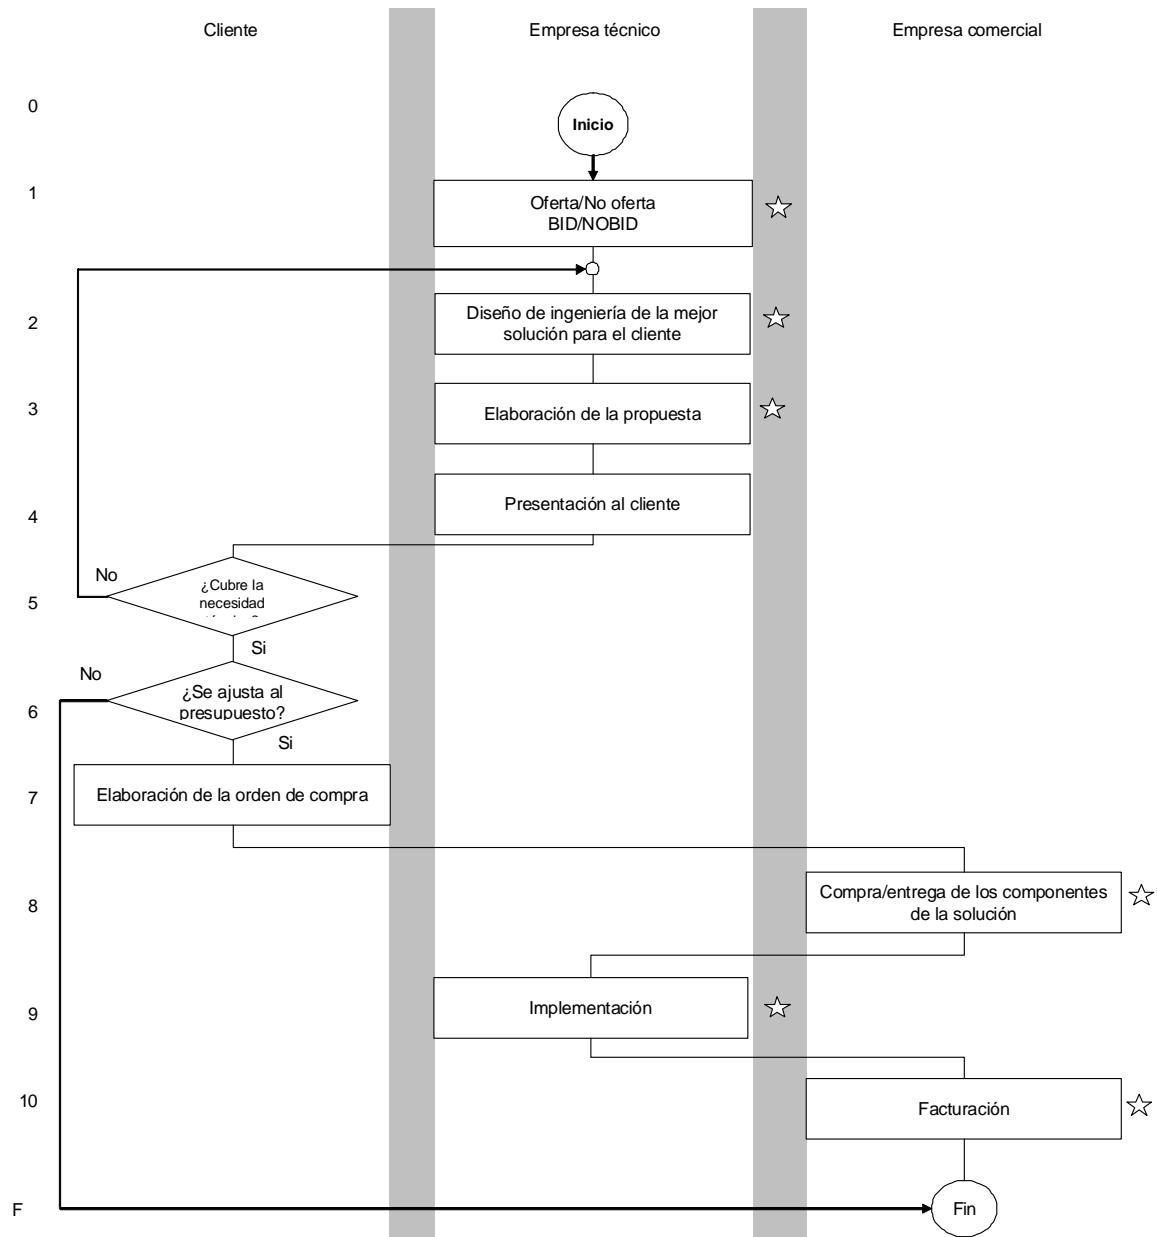 Cliente
Empresa técnico
Empresa comercial
0
Inicio
1
Oferta/No oferta
BID/NOBID
2
Diseño de ingeniería de la mejor
solución para el cliente
3
Elaboración de la propuesta
4
Presentación al cliente
No
5
¿Cubre la
necesidad
Si
No
6
¿Se ajusta al
presupuesto?
Si
7
Elaboración de la orden de compra
8
Compra/entrega de los componentes
de la solución
9
Implementación
10
Facturación
F
Fin